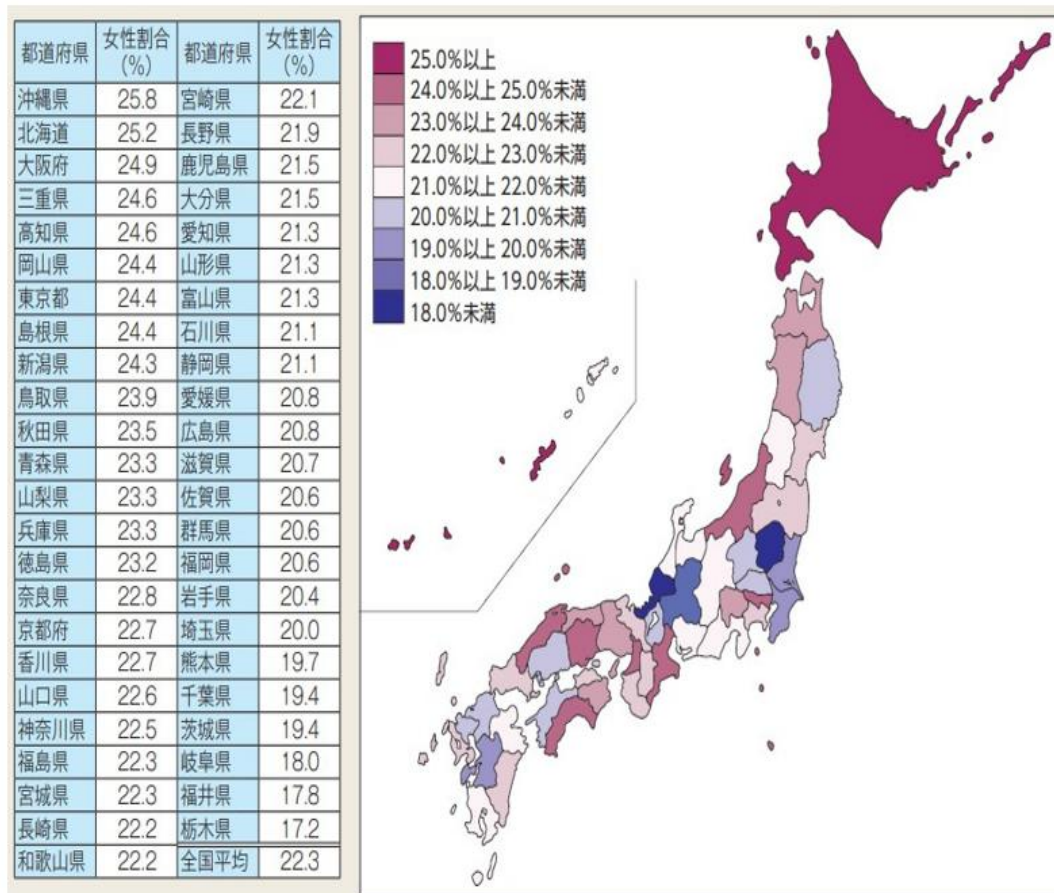 都道府県 女性割合(%) 都道府県 女性割合(%)
沖縄県 25.8 宮崎県 22.1
北海道 25.2 長野県 21.9
大阪府 24.9 鹿児島県 21.5
三重県 24.6 大分県 21.5
高知県 24.6 愛知県 21.3
岡山県 24.4 山形県 21.3
東京都 24.4 富山県 21.3
島根県 24.4 石川県 21.1
新潟県 24.3 静岡県 21.1
鳥取県 23.9 愛媛県 20.8
秋田県 23.5 広島県 20.8
青森県 23.3 滋賀県 20.7
山梨県 23.3 佐賀県 20.6
兵庫県 23.3 群馬県 20.6
徳島県 23.2 福岡県 20.6
奈良県 22.8 岩手県 20.4
京都府 22.7 埼玉県 20.0
香川県 22.7 熊本県 19.7
山口県 22.6 千葉県 19.4
神奈川県 22.5 茨城県 19.4
福島県 22.3 岐阜県 18.0
宮城県 22.3 福井県 17.8
長崎県 22.2 栃木県 17.2
和歌山県 22.2 全国平均 22.3
25.0%以上
24.0%以上 25.0%未満
23.0%以上 24.0%未満
22.0%以上 23.0%未満
21.0%以上 22.0%未満
20.0%以上 21.0%未満
19.0%以上 20.0%未満
18.0%以上 19.0%未満
18.0%未満